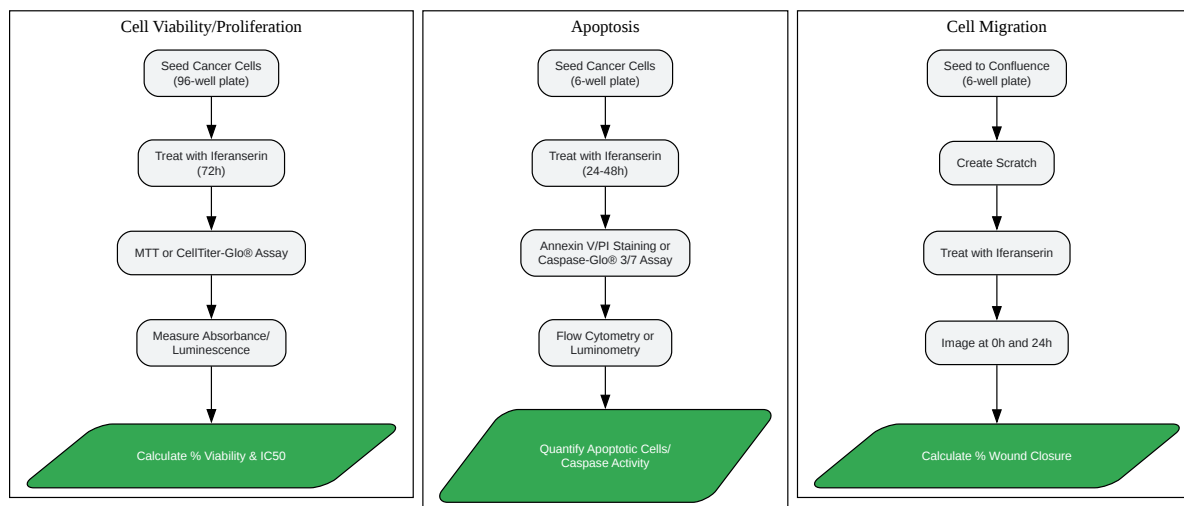 Cell Viability/Proliferation
Seed Cancer Cells
(96-well plate)
Treat with Iferanserin
(72h)
MTT or CellTiter-Glo® Assay
Measure Absorbance/
Luminescence
Calculate % Viability & IC50
Apoptosis
Seed Cancer Cells
(6-well plate)
Treat with Iferanserin
(24-48h)
Annexin V/PI Staining or
Caspase-Glo® 3/7 Assay
Flow Cytometry or
Luminometry
Quantify Apoptotic Cells/
Caspase Activity
Cell Migration
Seed to Confluence
(6-well plate)
Create Scratch
Treat with Iferanserin
Image at 0h and 24h
Calculate % Wound Closure